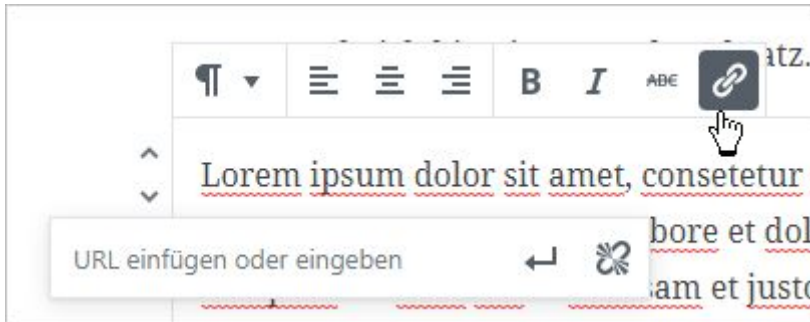 atz.
B I ABC
Lorem ipsum dolor sit amet, consetetur
bore et dol
URL einfügen oder eingeben
sam et justo